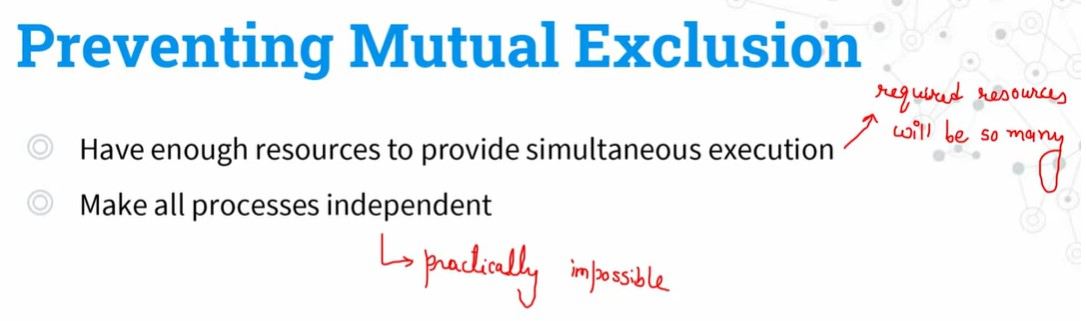 Preventing Mutual Exclusion
required resources
will be so many
Have enough resources to provide simultaneous execution
Make all processes independent
practically impossible